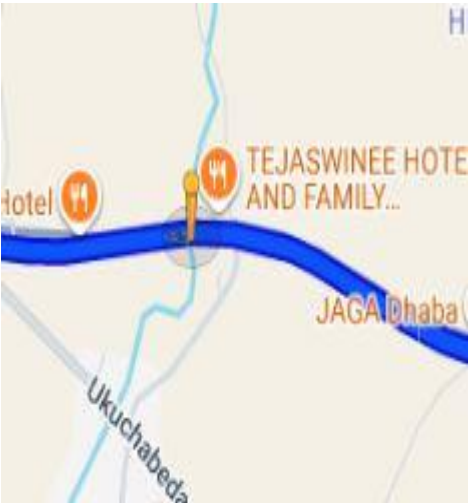 H
TEJASWINEE HOTE
AND FAMILY...
Hotel
JAGA Dhaba
Ukuchabeda